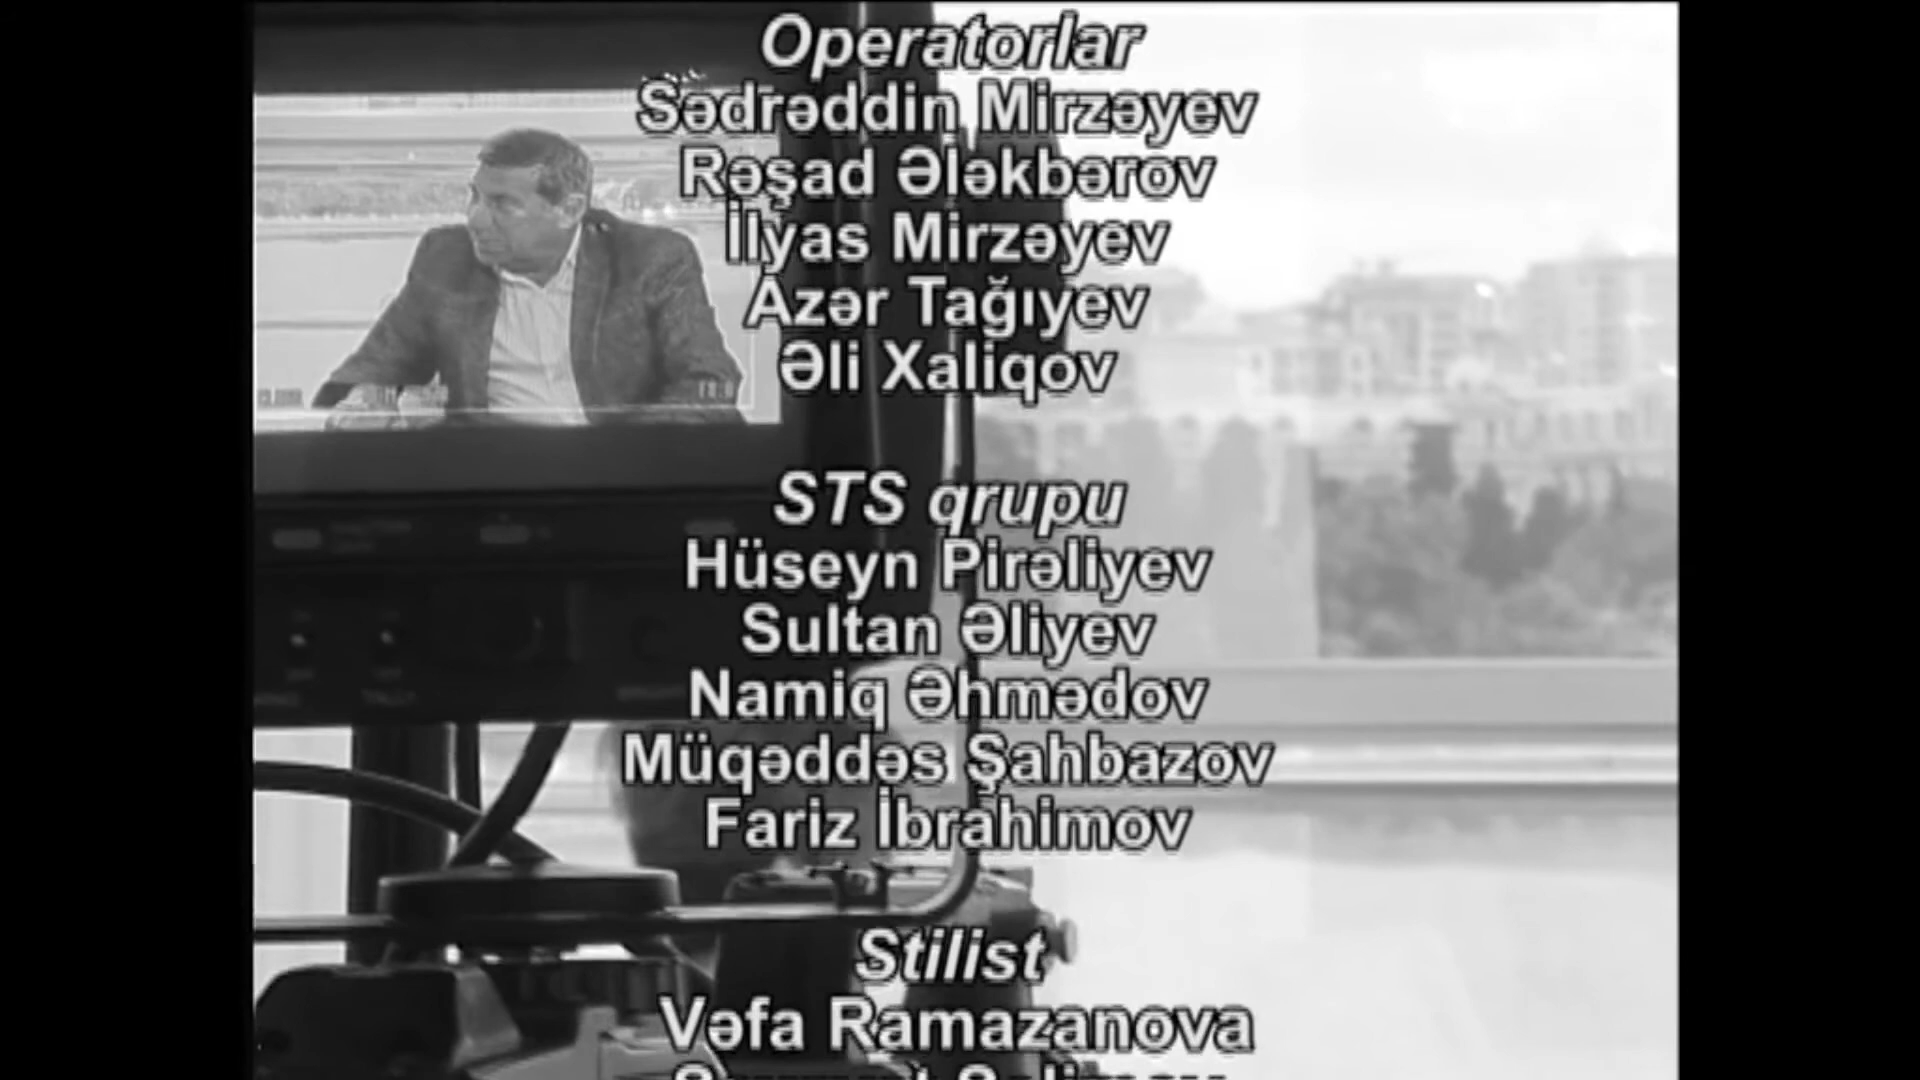 Operatorlar
Sədrəddin Mirzəyev
Rəşad Ələkbərov
İlyas Mirzəyev
Azər Tağıyev
Əli Xaliqov
STS qrupu
Hüseyn Pirəliyev
Sultan Əliyev
Namiq Əhmədov
Müqəddəs Şahbazov
Fariz İbrahimov
Stilist
Vəfa Ramazanova